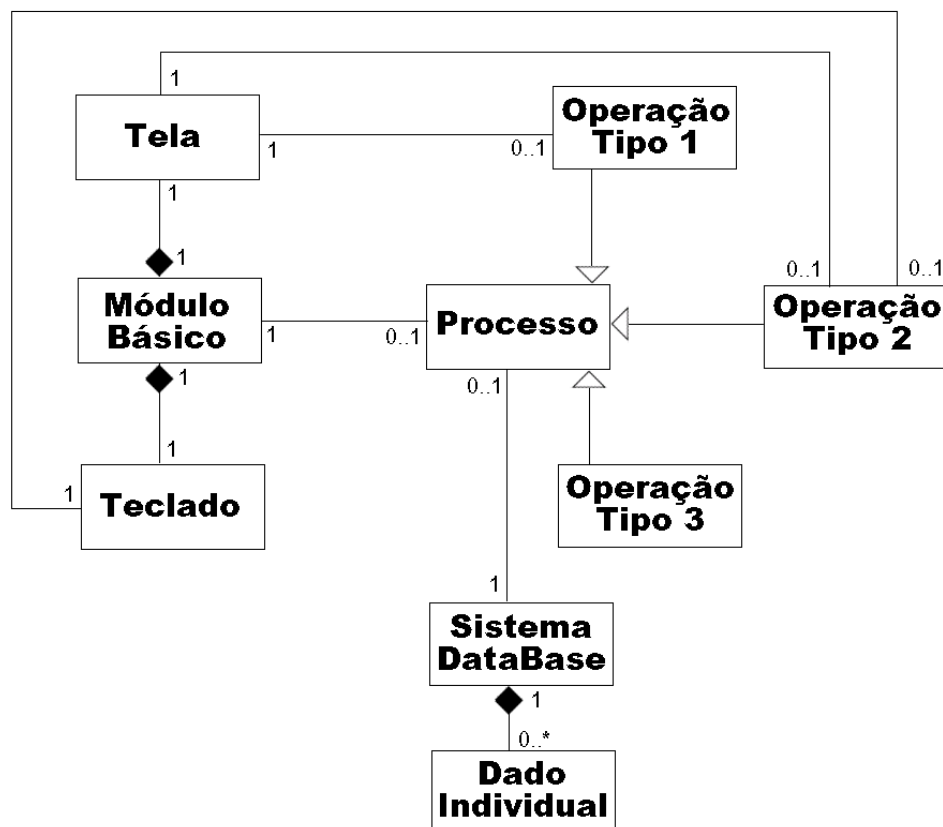 1
Tela
1
0..1
Operação
Tipo 1
1
1
0..1
0..1
Módulo
Básico
1
0..1
Processo
Operação
Tipo 2
1
0..1
1
1
Teclado
Operação
Tipo 3
1
Sistema
DataBase
1
0..*
Dado
Individual